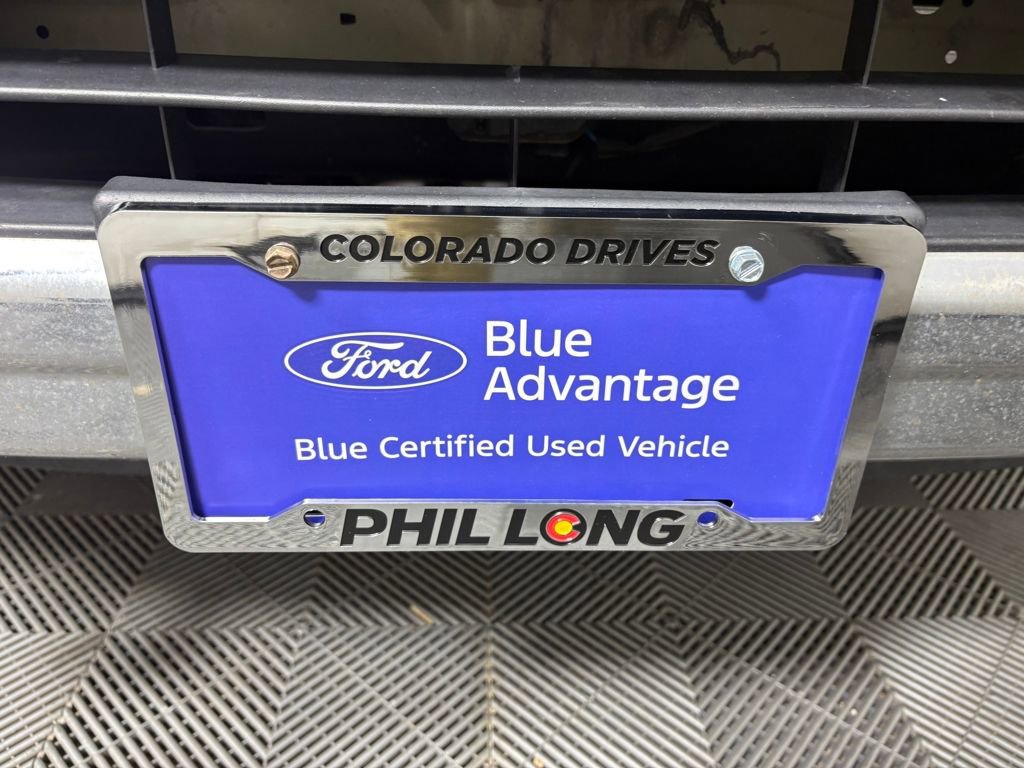 COLORADO DRIVES
Ford
Blue
Advantage
Blue Certified Used Vehicle
PHIL LONG